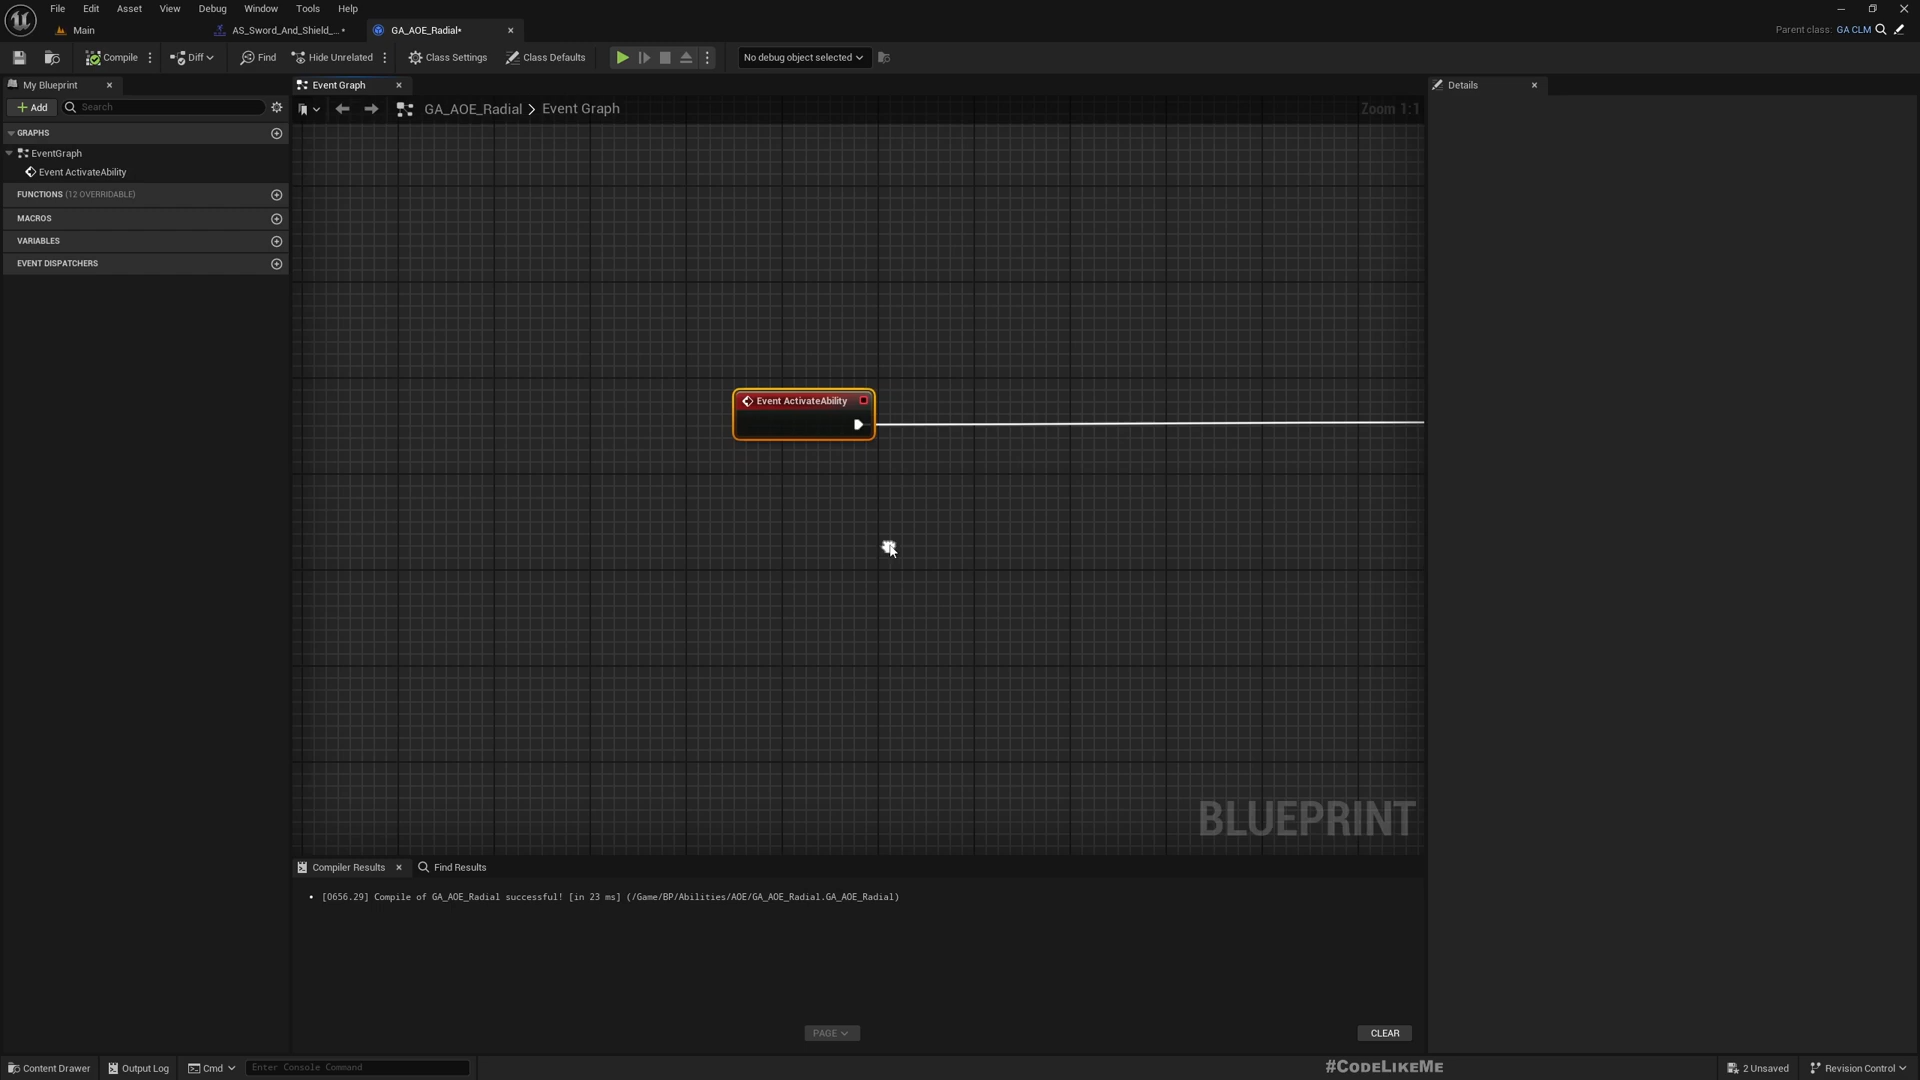 File Edit Asset View Debug Window Tools Help
Main
AS_Sword_And_Shield_...•
GA_AOE_Radial•
Parent class: GA CLM
Compile
Diff
Find
Hide Unrelated
Class Settings
Class Defaults
No debug object selected
My Blueprint
Event Graph
Details
Add
Search
GA_AOE_Radial > Event Graph
Zoom 1:1
GRAPHS
EventGraph
Event ActivateAbility
FUNCTIONS (12 OVERRIDABLE)
MACROS
VARIABLES
EVENT DISPATCHERS
Event ActivateAbility
BLUEPRINT
Compiler Results
Find Results
• [0656.29] Compile of GA_AOE_Radial successful! [in 23 ms] (/Game/BP/Abilities/AOE/GA_AOE_Radial.GA_AOE_Radial)
PAGE
CLEAR
Content Drawer
Output Log
Cmd
Enter Console Command
#CODELIKEME
2 Unsaved
Revision Control